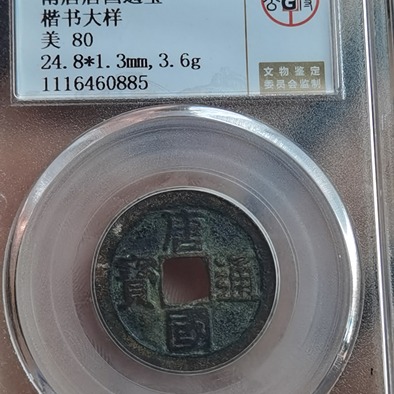 南唐唐国通宝
楷书大样
美 80
24.8*1.3mm,3.6g
1116460885
文物鉴定
委员会监制
唐國通寶